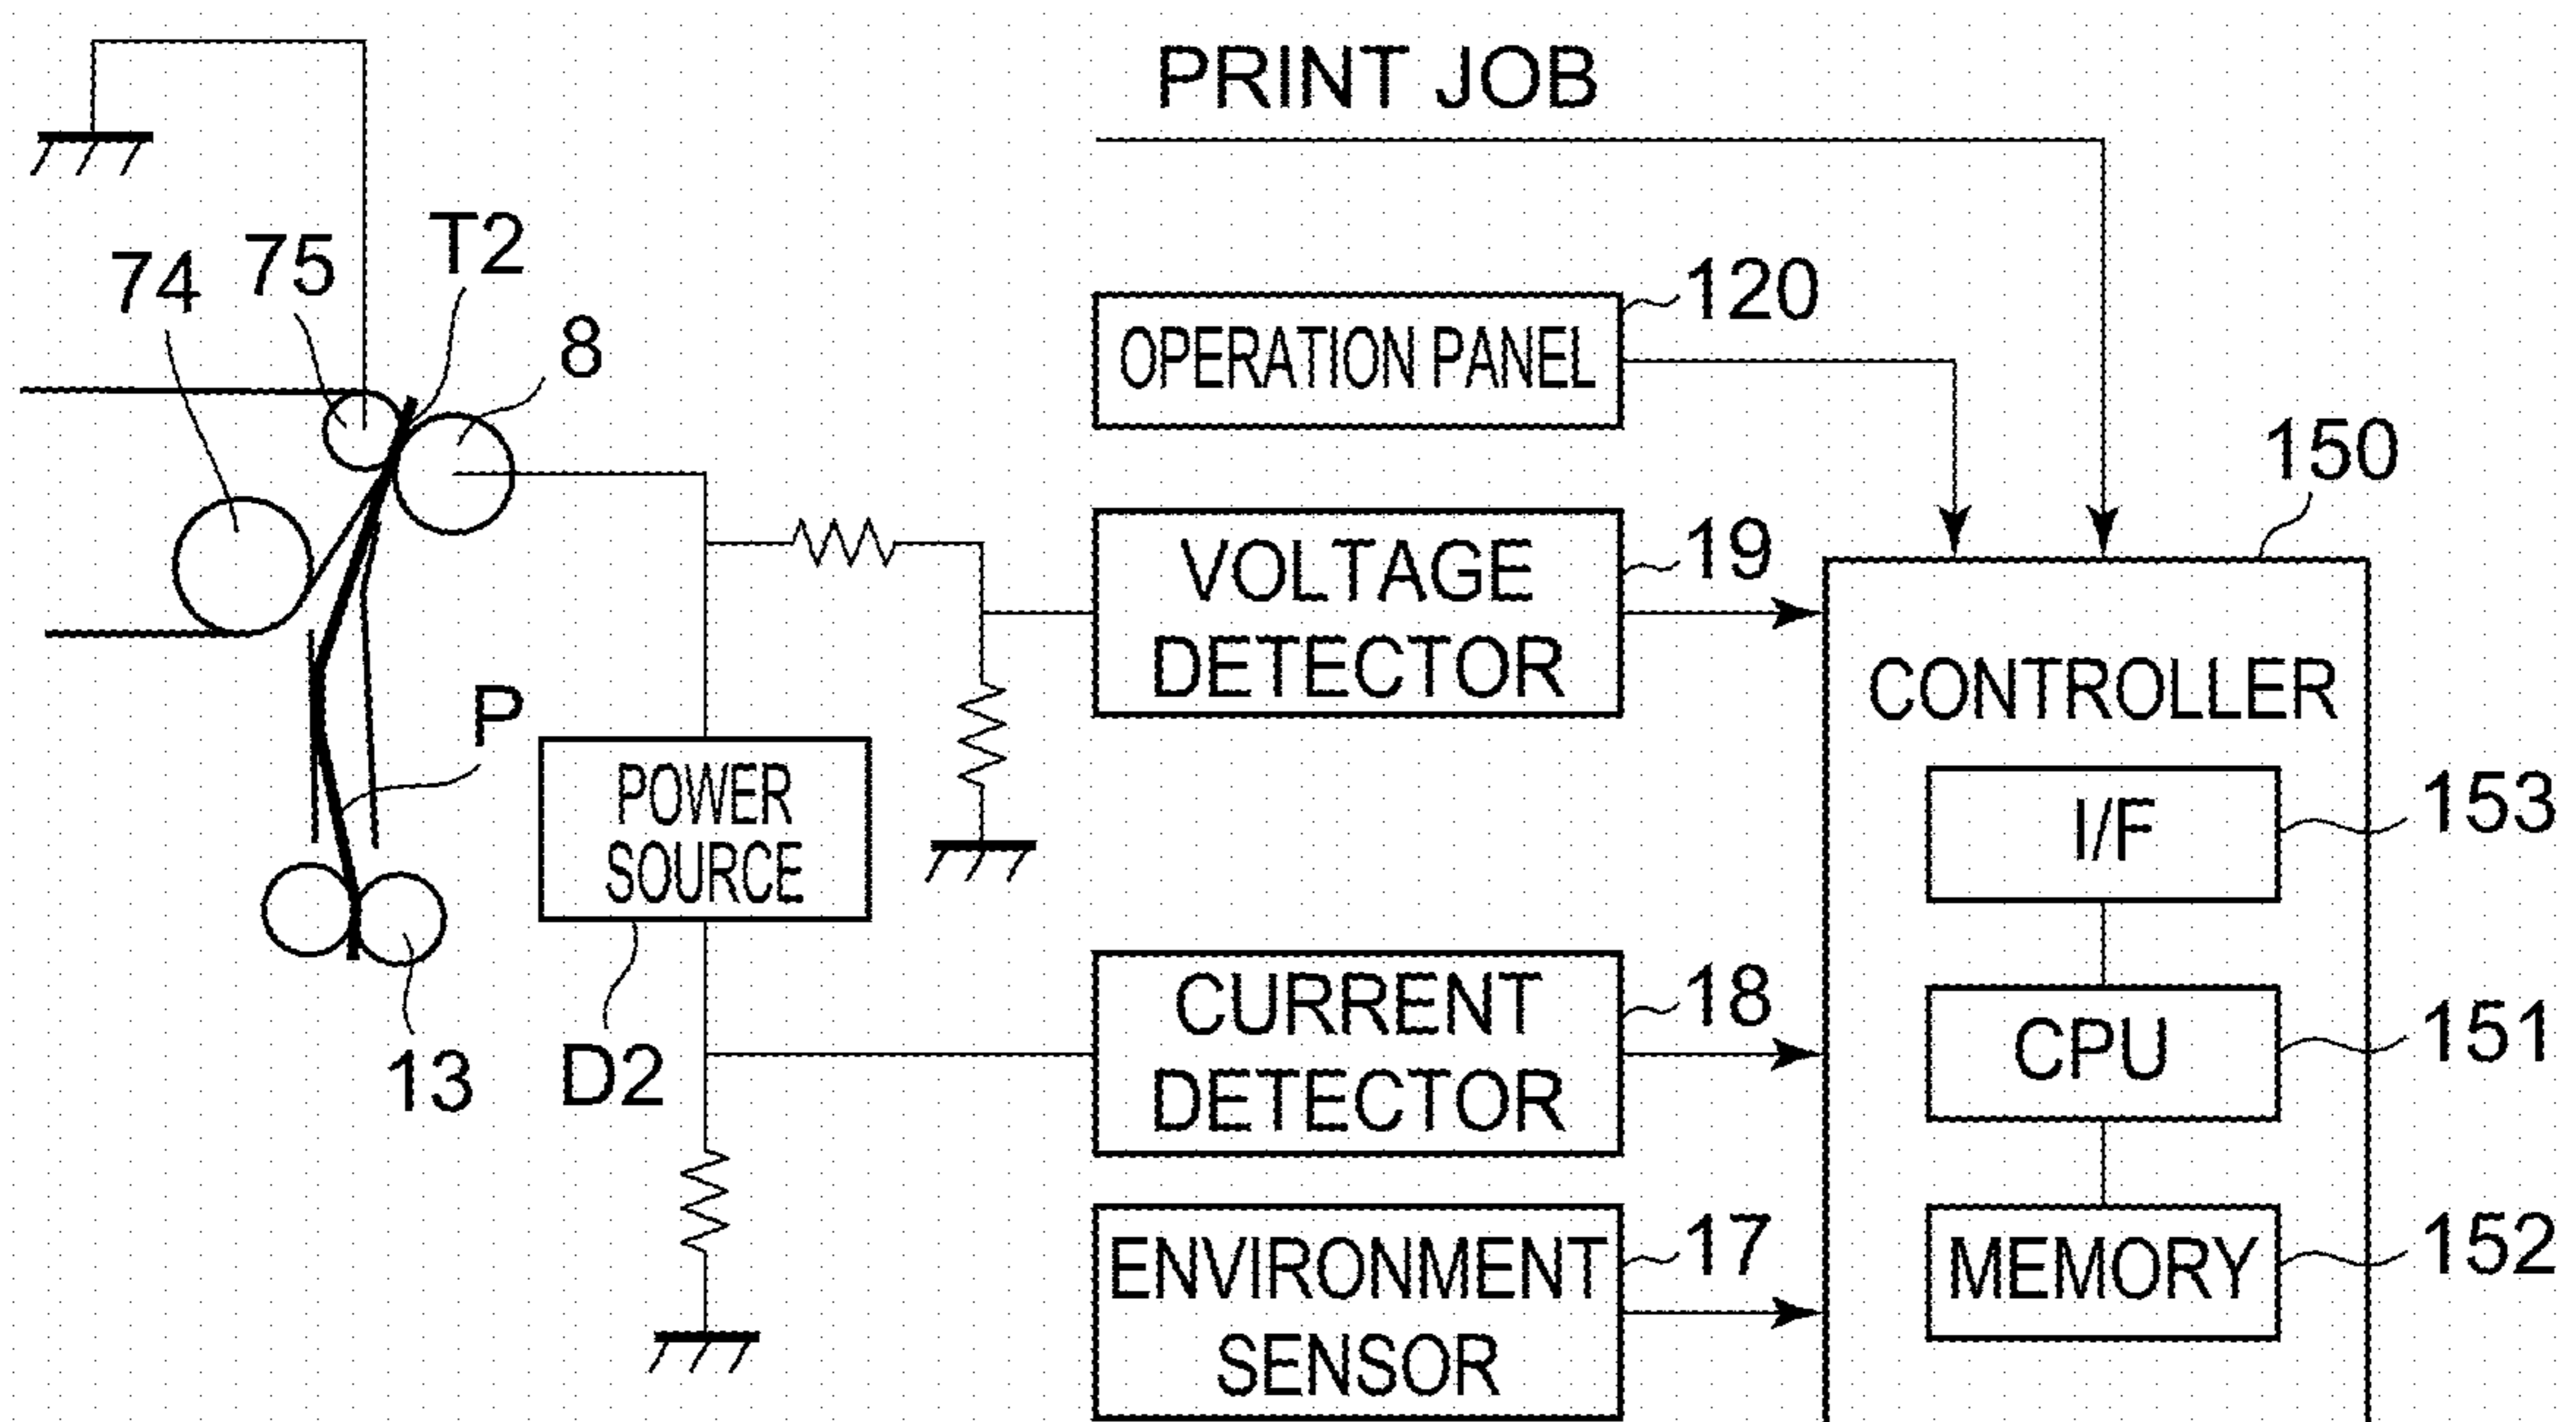 PRINT JOB
74
75
T2
8
OPERATION PANEL
120
VOLTAGE
DETECTOR
19
150
CONTROLLER
P
POWER
SOURCE
D2
13
I/F
153
CURRENT
DETECTOR
18
CPU
151
ENVIRONMENT
SENSOR
17
MEMORY
152